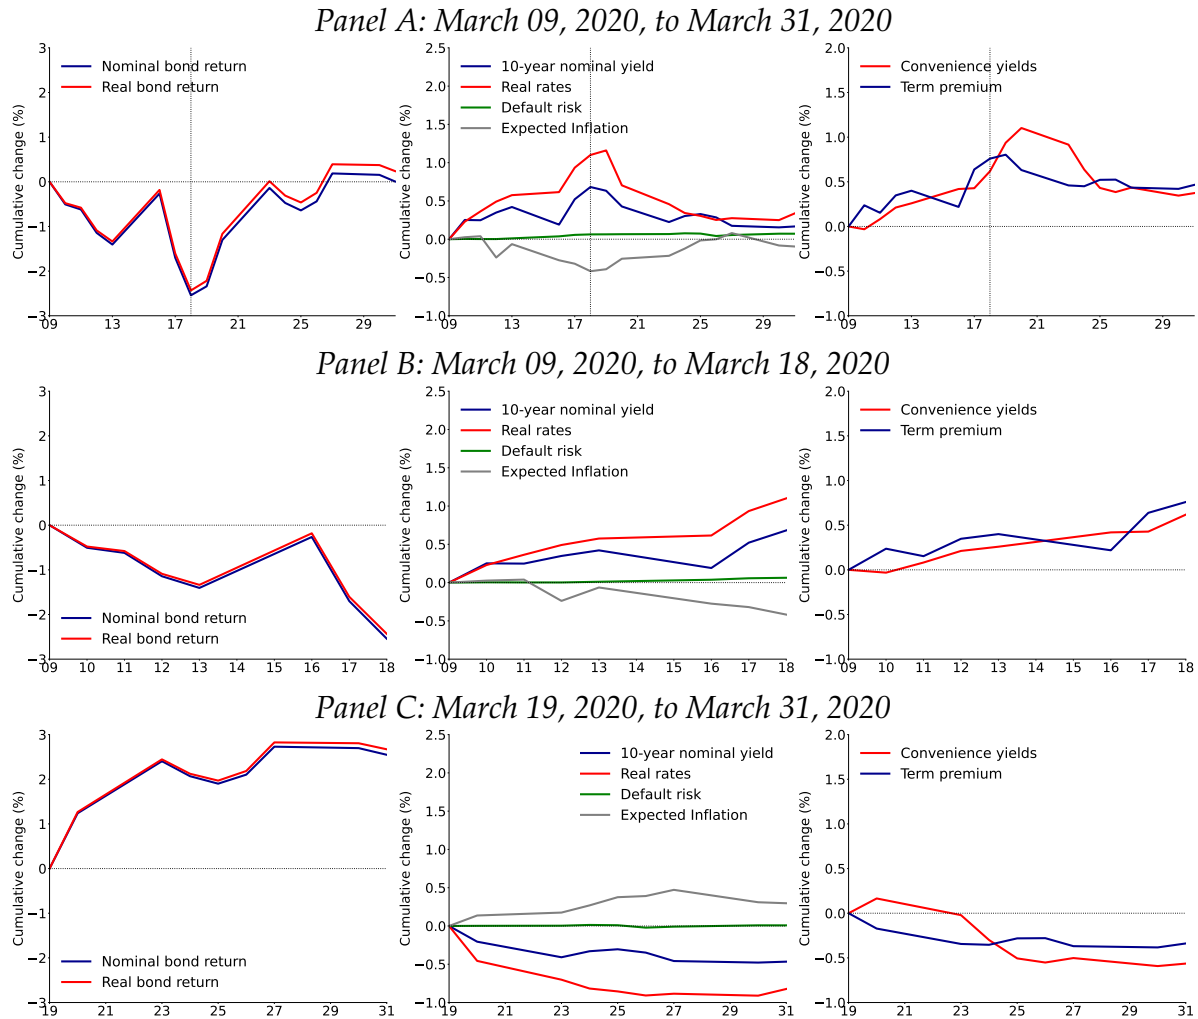 Panel A: March 09, 2020, to March 31, 2020
Cumulative change (%)
3
2
1
0
−1
−2
−3
Nominal bond return
Real bond return
09 13 17 21 25 29
Cumulative change (%)
2.5
2.0
1.5
1.0
0.5
0.0
−0.5
−1.0
10-year nominal yield
Real rates
Default risk
Expected Inflation
09 13 17 21 25 29
Cumulative change (%)
2.0
1.5
1.0
0.5
0.0
−0.5
−1.0
Convenience yields
Term premium
09 13 17 21 25 29
Panel B: March 09, 2020, to March 18, 2020
Cumulative change (%)
3
2
1
0
−1
−2
−3
Nominal bond return
Real bond return
09 10 11 12 13 14 15 16 17 18
Cumulative change (%)
2.5
2.0
1.5
1.0
0.5
0.0
−0.5
−1.0
10-year nominal yield
Real rates
Default risk
Expected Inflation
09 10 11 12 13 14 15 16 17 18
Cumulative change (%)
2.0
1.5
1.0
0.5
0.0
−0.5
−1.0
Convenience yields
Term premium
09 10 11 12 13 14 15 16 17 18
Panel C: March 19, 2020, to March 31, 2020
Cumulative change (%)
3
2
1
0
−1
−2
−3
Nominal bond return
Real bond return
19 21 23 25 27 29 31
Cumulative change (%)
2.5
2.0
1.5
1.0
0.5
0.0
−0.5
−1.0
10-year nominal yield
Real rates
Default risk
Expected Inflation
19 21 23 25 27 29 31
Cumulative change (%)
2.0
1.5
1.0
0.5
0.0
−0.5
−1.0
Convenience yields
Term premium
19 21 23 25 27 29 31